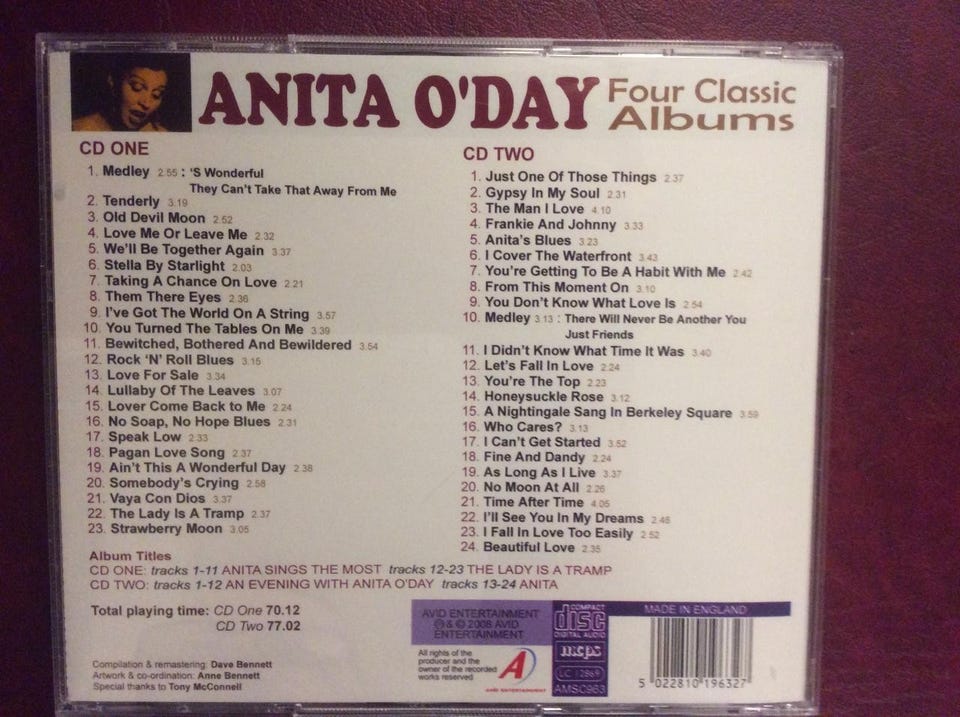 ANITA O'DAY Four Classic Albums
CD ONE
1. Medley 2.55 : ‘S Wonderful
They Can't Take That Away From Me
2. Tenderly 3.19
3. Old Devil Moon 2.52
4. Love Me Or Leave Me 2.32
5. We'll Be Together Again 3.37
6. Stella By Starlight 2.03
7. Taking A Chance On Love 2.21
8. Them There Eyes 2.36
9. I've Got The World On A String 3.57
10. You Turned The Tables On Me 3.39
11. Bewitched, Bothered And Bewildered 3.54
12. Rock ‘N' Roll Blues 3.15
13. Love For Sale 3.34
14. Lullaby Of The Leaves 3.07
15. Lover Come Back to Me 2.24
16. No Soap, No Hope Blues 2.31
17. Speak Low 2.33
18. Pagan Love Song 2.37
19. Ain't This A Wonderful Day 2.38
20. Somebody's Crying 2.58
21. Vaya Con Dios 3.37
22. The Lady Is A Tramp 2.37
23. Strawberry Moon 3.05
CD TWO
1. Just One Of Those Things 2.37
2. Gypsy In My Soul 2.31
3. The Man I Love 4.10
4. Frankie And Johnny 3.33
5. Anita's Blues 3.23
6. I Cover The Waterfront 3.43
7. You're Getting To Be A Habit With Me 2.42
8. From This Moment On 3.10
9. You Don't Know What Love Is 2.54
10. Medley 3.13 : There Will Never Be Another You
Just Friends
11. I Didn't Know What Time It Was 3.40
12. Let's Fall In Love 2.24
13. You're The Top 2.23
14. Honeysuckle Rose 3.12
15. A Nightingale Sang In Berkeley Square 3.59
16. Who Cares? 3.13
17. I Can't Get Started 3.52
18. Fine And Dandy 2.24
19. As Long As I Live 3.37
20. No Moon At All 2.26
21. Time After Time 4.05
22. I'll See You In My Dreams 2.46
23. I Fall In Love Too Easily 2.52
24. Beautiful Love 2.35
Album Titles
CD ONE: tracks 1-11 ANITA SINGS THE MOST tracks 12-23 THE LADY IS A TRAMP
CD TWO: tracks 1-12 AN EVENING WITH ANITA O'DAY tracks 13-24 ANITA
Total playing time: CD One 70.12
CD Two 77.02
Compilation & remastering: Dave Bennett
Artwork & co-ordination: Anne Bennett
Special thanks to Tony McConnell
AVID ENTERTAINMENT
℗ & © 2008 AVID
ENTERTAINMENT
All rights of the
producer and of the
owner of the recorded
works reserved
A
AVID ENTERTAINMENT
COMPACT
disc
DIGITAL AUDIO
mcps
LC 12869
AMSC963
MADE IN ENGLAND
5 022810 196327